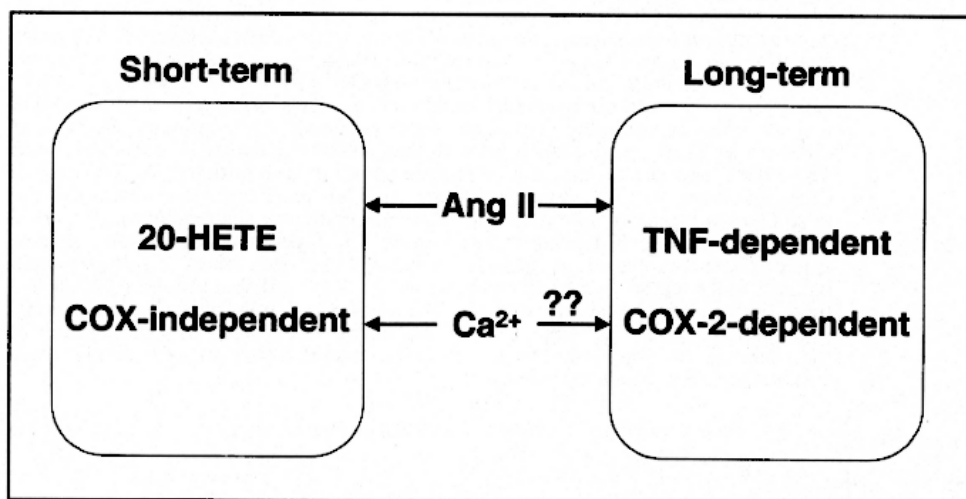 Short-term
Long-term
Ang II
20-HETE
TNF-dependent
??
COX-independent
Ca²⁺
COX-2-dependent